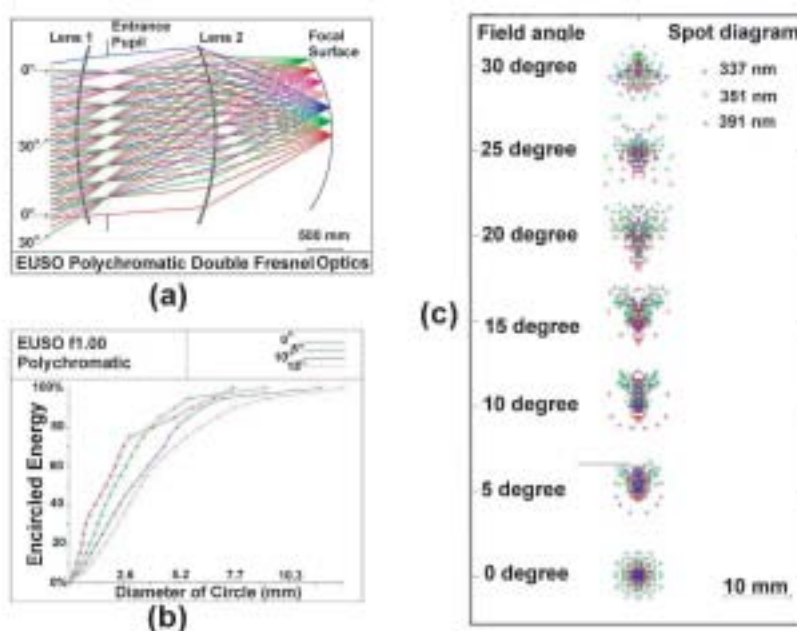 Lens 1
Entrance
Pupil
Lens 2
Focal
Surface
0°
30°
0°
30°
500 mm
EUSO Polychromatic Double Fresnel Optics
(a)
EUSO f1.00
Polychromatic
0°
5°
10°
100%
80
60
40
20
0%
Encircled Energy
2.6
5.2
7.7
10.3
Diameter of Circle (mm)
(b)
Field angle
Spot diagram
30 degree
337 nm
351 nm
391 nm
25 degree
20 degree
(c)
15 degree
10 degree
5 degree
0 degree
10 mm